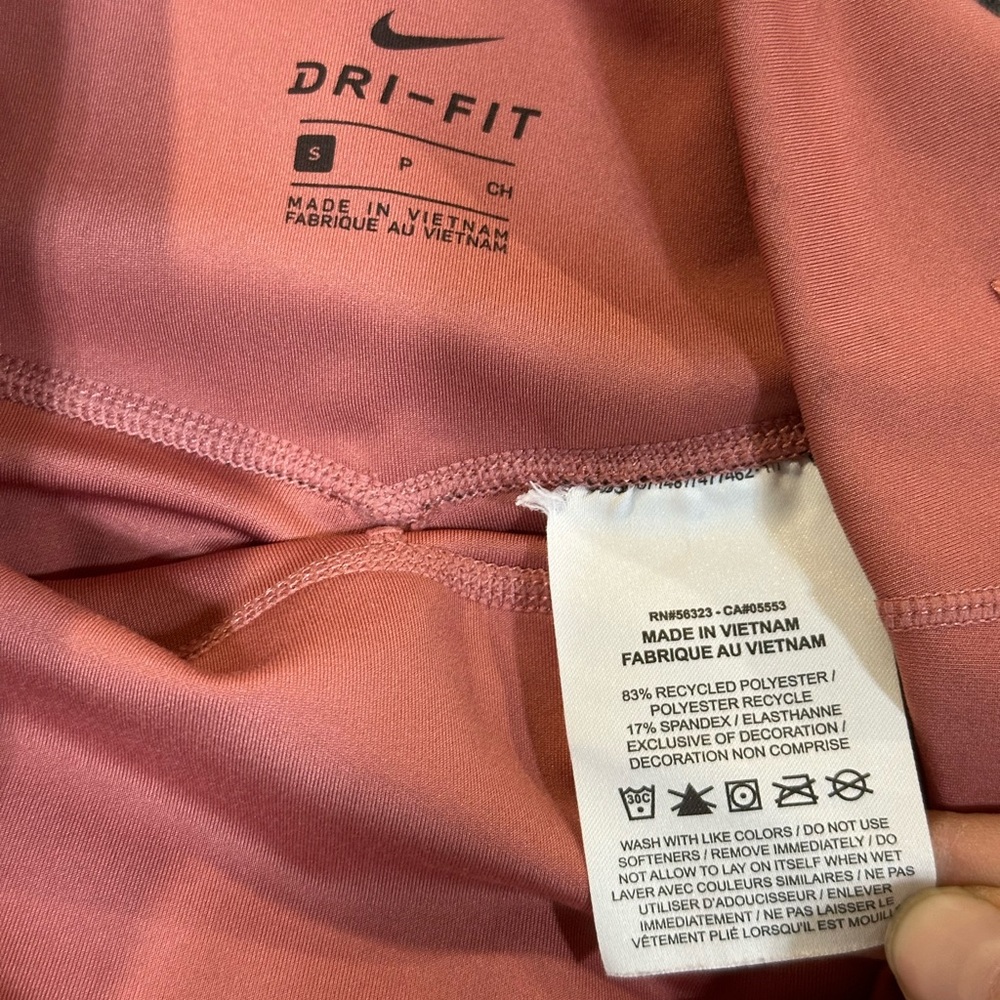 DRI-FIT
S P CH
MADE IN VIETNAM
FABRIQUE AU VIETNAM
RN#56323 - CA#05553
MADE IN VIETNAM
FABRIQUE AU VIETNAM
83% RECYCLED POLYESTER /
POLYESTER RECYCLE
17% SPANDEX / ELASTHANNE
EXCLUSIVE OF DECORATION /
DECORATION NON COMPRISE
30C
WASH WITH LIKE COLORS / DO NOT USE
SOFTENERS / REMOVE IMMEDIATELY / DO
NOT ALLOW TO LAY ON ITSELF WHEN WET
LAVER AVEC COULEURS SIMILAIRES / NE PAS
UTILISER D'ADOUCISSEUR / ENLEVER
IMMEDIATEMENT / NE PAS LAISSER LE
VÊTEMENT PLIÉ LORSQU'IL EST